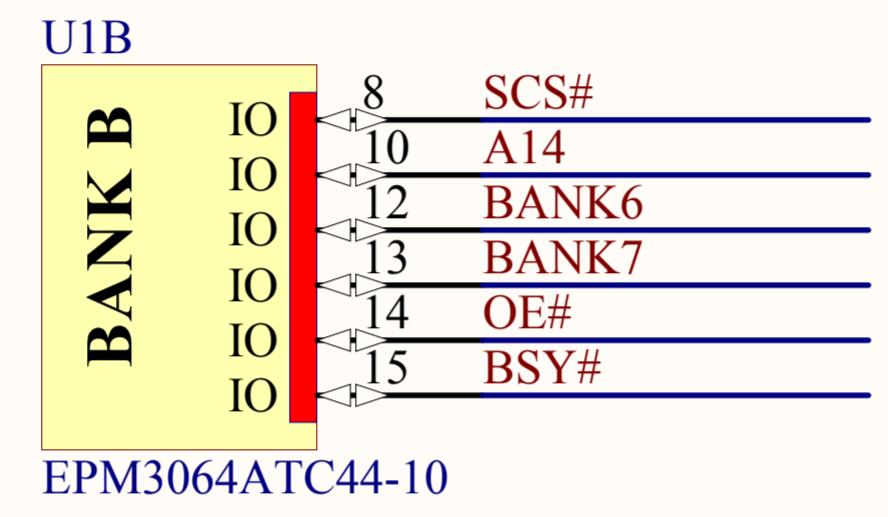 U1B
BANK B
IO 8 SCS#
IO 10 A14
IO 12 BANK6
IO 13 BANK7
IO 14 OE#
IO 15 BSY#
EPM3064ATC44-10